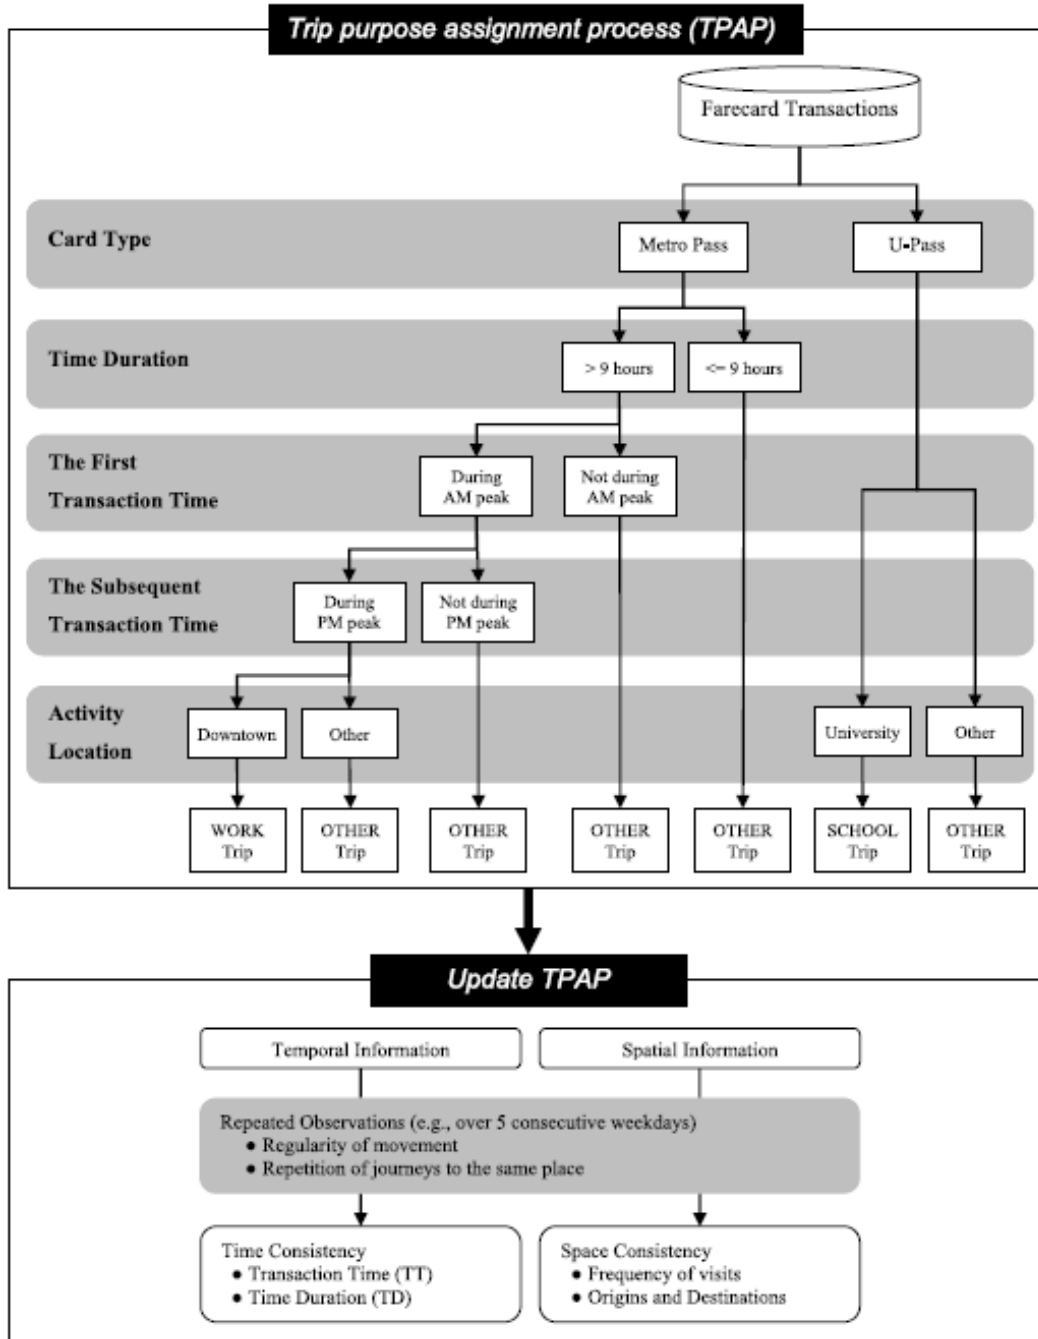 Trip purpose assignment process (TPAP)
Farecard Transactions
Card Type
Metro Pass
U-Pass
Time Duration
> 9 hours
<= 9 hours
The First
Transaction Time
During
AM peak
Not during
AM peak
The Subsequent
Transaction Time
During
PM peak
Not during
PM peak
Activity
Location
Downtown
Other
University
Other
WORK
Trip
OTHER
Trip
OTHER
Trip
OTHER
Trip
OTHER
Trip
SCHOOL
Trip
OTHER
Trip
Update TPAP
Temporal Information
Spatial Information
Repeated Observations (e.g., over 5 consecutive weekdays)
● Regularity of movement
● Repetition of journeys to the same place
Time Consistency
● Transaction Time (TT)
● Time Duration (TD)
Space Consistency
● Frequency of visits
● Origins and Destinations